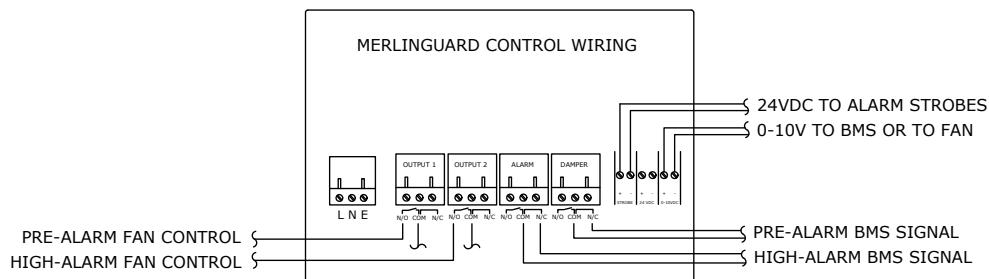 MERLINGUARD CONTROL WIRING
24VDC TO ALARM STROBES
0-10V TO BMS OR TO FAN
OUTPUT 1 OUTPUT 2 ALARM DAMPER
+ - + - + -
STROBE 24 VDC 0-10VDC
L N E
N/O COM N/C N/O COM N/C N/O COM N/C N/O COM N/C
PRE-ALARM FAN CONTROL
HIGH-ALARM FAN CONTROL
PRE-ALARM BMS SIGNAL
HIGH-ALARM BMS SIGNAL